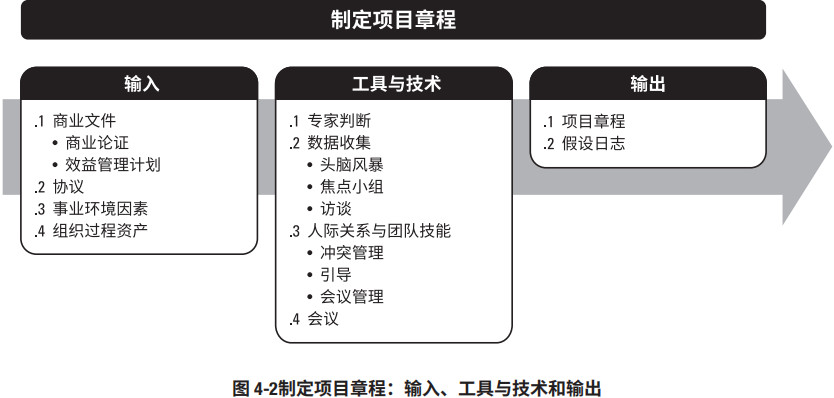 制定项目章程
输入
.1 商业文件
• 商业论证
• 效益管理计划
.2 协议
.3 事业环境因素
.4 组织过程资产
工具与技术
.1 专家判断
.2 数据收集
• 头脑风暴
• 焦点小组
• 访谈
.3 人际关系与团队技能
• 冲突管理
• 引导
• 会议管理
.4 会议
输出
.1 项目章程
.2 假设日志
图 4-2制定项目章程：输入、工具与技术和输出